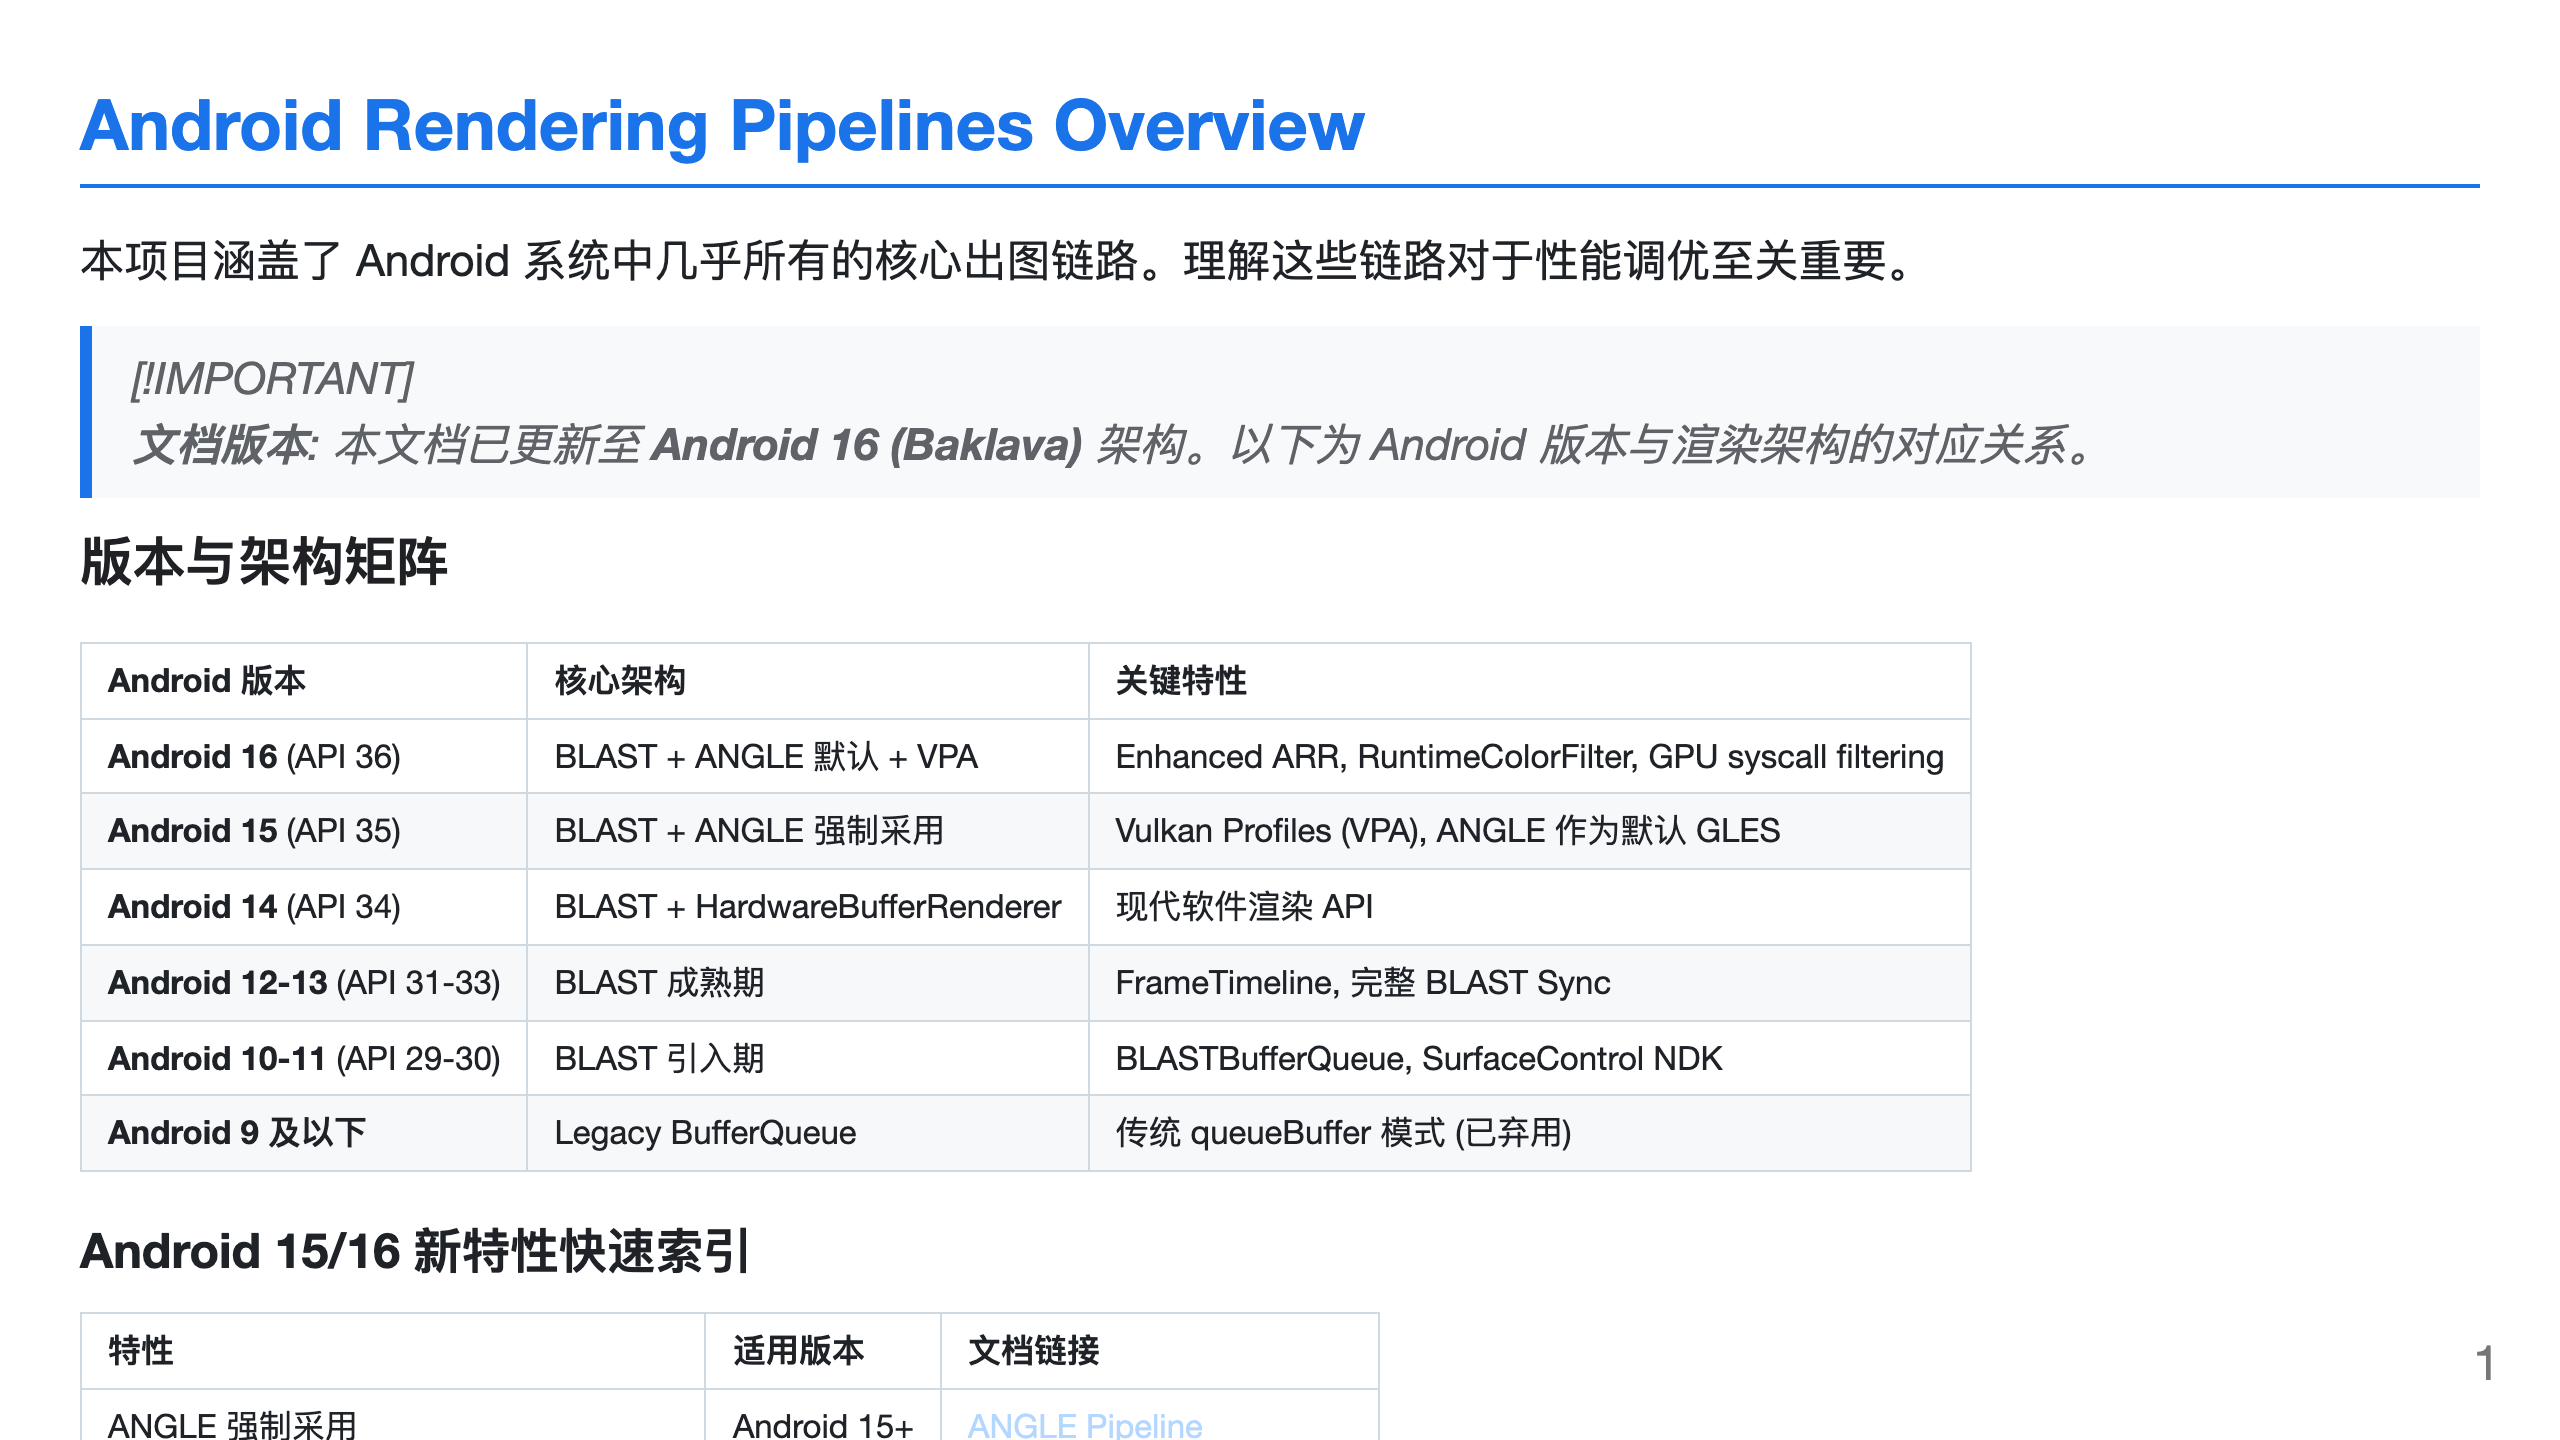 Android Rendering Pipelines Overview
本项目涵盖了 Android 系统中几乎所有的核心出图链路。理解这些链路对于性能调优至关重要。
[!IMPORTANT]
文档版本: 本文档已更新至 Android 16 (Baklava) 架构。以下为 Android 版本与渲染架构的对应关系。
版本与架构矩阵
Android 版本 核心架构 关键特性
Android 16 (API 36) BLAST + ANGLE 默认 + VPA Enhanced ARR, RuntimeColorFilter, GPU syscall filtering
Android 15 (API 35) BLAST + ANGLE 强制采用 Vulkan Profiles (VPA), ANGLE 作为默认 GLES
Android 14 (API 34) BLAST + HardwareBufferRenderer 现代软件渲染 API
Android 12-13 (API 31-33) BLAST 成熟期 FrameTimeline, 完整 BLAST Sync
Android 10-11 (API 29-30) BLAST 引入期 BLASTBufferQueue, SurfaceControl NDK
Android 9 及以下 Legacy BufferQueue 传统 queueBuffer 模式 (已弃用)
Android 15/16 新特性快速索引
特性 适用版本 文档链接
ANGLE 强制采用 Android 15+ ANGLE Pipeline
1